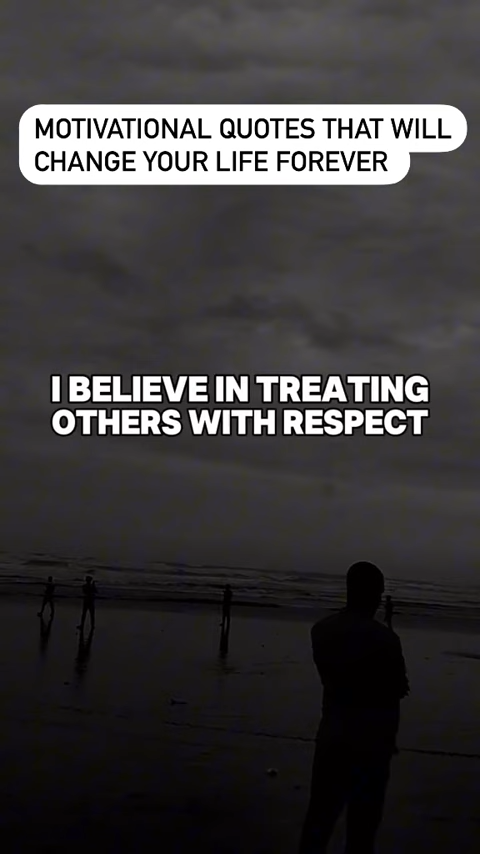 MOTIVATIONAL QUOTES THAT WILL
CHANGE YOUR LIFE FOREVER
I BELIEVE IN TREATING
OTHERS WITH RESPECT